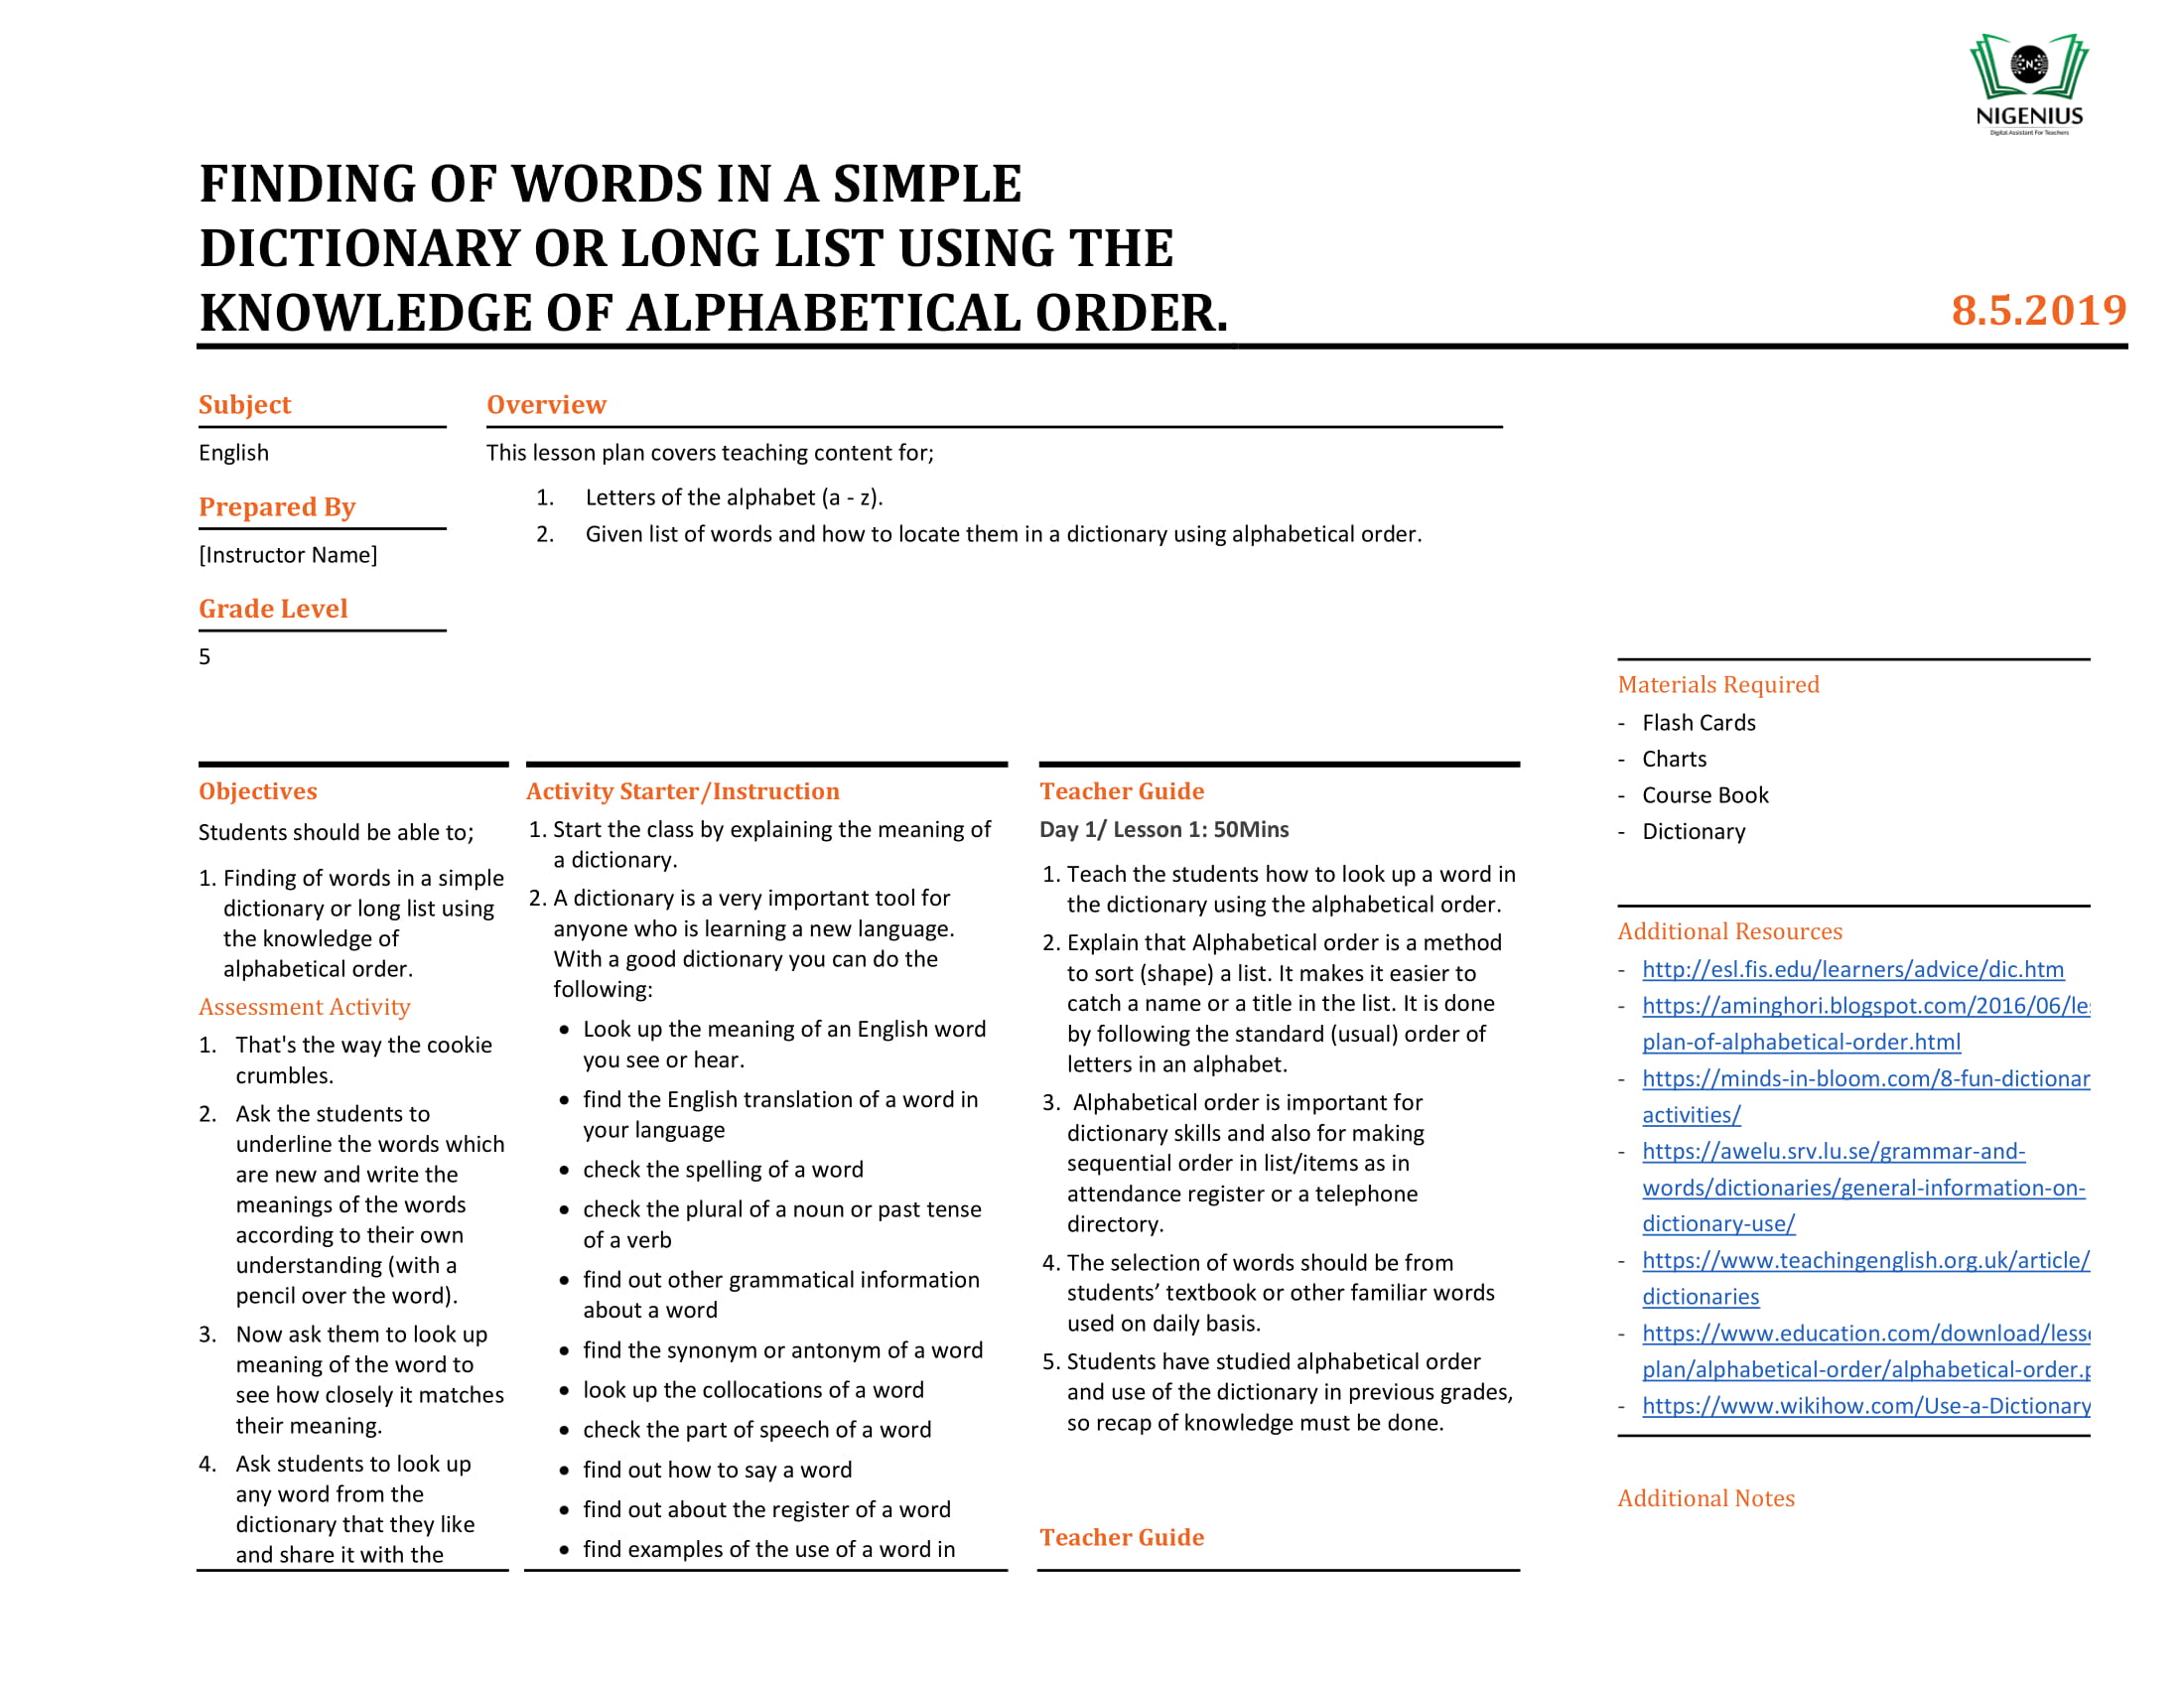 NIGENIUS
Digital Assistant For Teachers
FINDING OF WORDS IN A SIMPLE
DICTIONARY OR LONG LIST USING THE
KNOWLEDGE OF ALPHABETICAL ORDER.
8.5.2019
Subject
English
Prepared By
[Instructor Name]
Grade Level
5
Overview
This lesson plan covers teaching content for;
1. Letters of the alphabet (a - z).
2. Given list of words and how to locate them in a dictionary using alphabetical order.
Objectives
Students should be able to;
1. Finding of words in a simple
dictionary or long list using
the knowledge of
alphabetical order.
Assessment Activity
1. That's the way the cookie
crumbles.
2. Ask the students to
underline the words which
are new and write the
meanings of the words
according to their own
understanding (with a
pencil over the word).
3. Now ask them to look up
meaning of the word to
see how closely it matches
their meaning.
4. Ask students to look up
any word from the
dictionary that they like
and share it with the
Activity Starter/Instruction
1. Start the class by explaining the meaning of
a dictionary.
2. A dictionary is a very important tool for
anyone who is learning a new language.
With a good dictionary you can do the
following:
• Look up the meaning of an English word
you see or hear.
• find the English translation of a word in
your language
• check the spelling of a word
• check the plural of a noun or past tense
of a verb
• find out other grammatical information
about a word
• find the synonym or antonym of a word
• look up the collocations of a word
• check the part of speech of a word
• find out how to say a word
• find out about the register of a word
• find examples of the use of a word in
Teacher Guide
Day 1/ Lesson 1: 50Mins
1. Teach the students how to look up a word in
the dictionary using the alphabetical order.
2. Explain that Alphabetical order is a method
to sort (shape) a list. It makes it easier to
catch a name or a title in the list. It is done
by following the standard (usual) order of
letters in an alphabet.
3. Alphabetical order is important for
dictionary skills and also for making
sequential order in list/items as in
attendance register or a telephone
directory.
4. The selection of words should be from
students’ textbook or other familiar words
used on daily basis.
5. Students have studied alphabetical order
and use of the dictionary in previous grades,
so recap of knowledge must be done.
Teacher Guide
Materials Required
- Flash Cards
- Charts
- Course Book
- Dictionary
Additional Resources
- http://esl.fis.edu/learners/advice/dic.htm
- https://aminghori.blogspot.com/2016/06/le
plan-of-alphabetical-order.html
- https://minds-in-bloom.com/8-fun-dictionar
activities/
- https://awelu.srv.lu.se/grammar-and-
words/dictionaries/general-information-on-
dictionary-use/
- https://www.teachingenglish.org.uk/article/
dictionaries
- https://www.education.com/download/less
plan/alphabetical-order/alphabetical-order.p
- https://www.wikihow.com/Use-a-Dictionary
Additional Notes